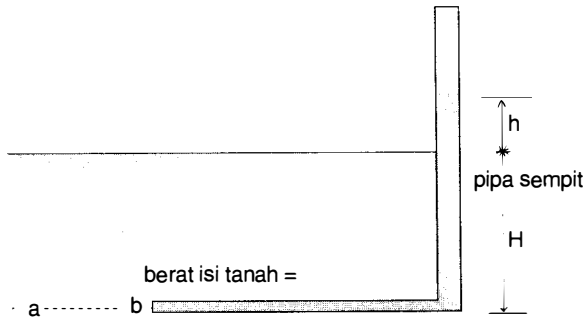 h
pipa sempit
H
berat isi tanah =
a
b